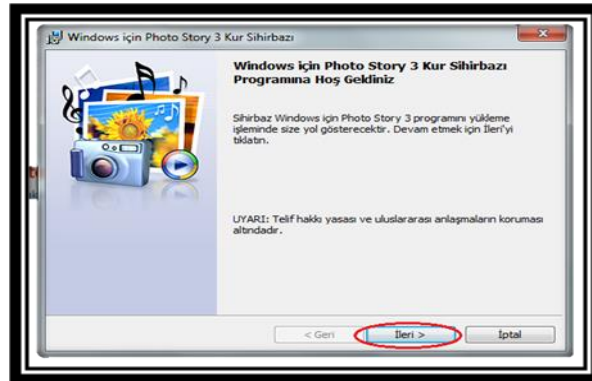 Windows için Photo Story 3 Kur Sihirbazı
Windows için Photo Story 3 Kur Sihirbazı
Programına Hoş Geldiniz
Sihirbaz Windows için Photo Story 3 programını yükleme
işleminde size yol gösterecektir. Devam etmek için İleri'yi
tıklatın.
UYARI: Telif hakkı yasası ve uluslararası anlaşmaların koruması
altındadır.
< Geri
İleri >
İptal